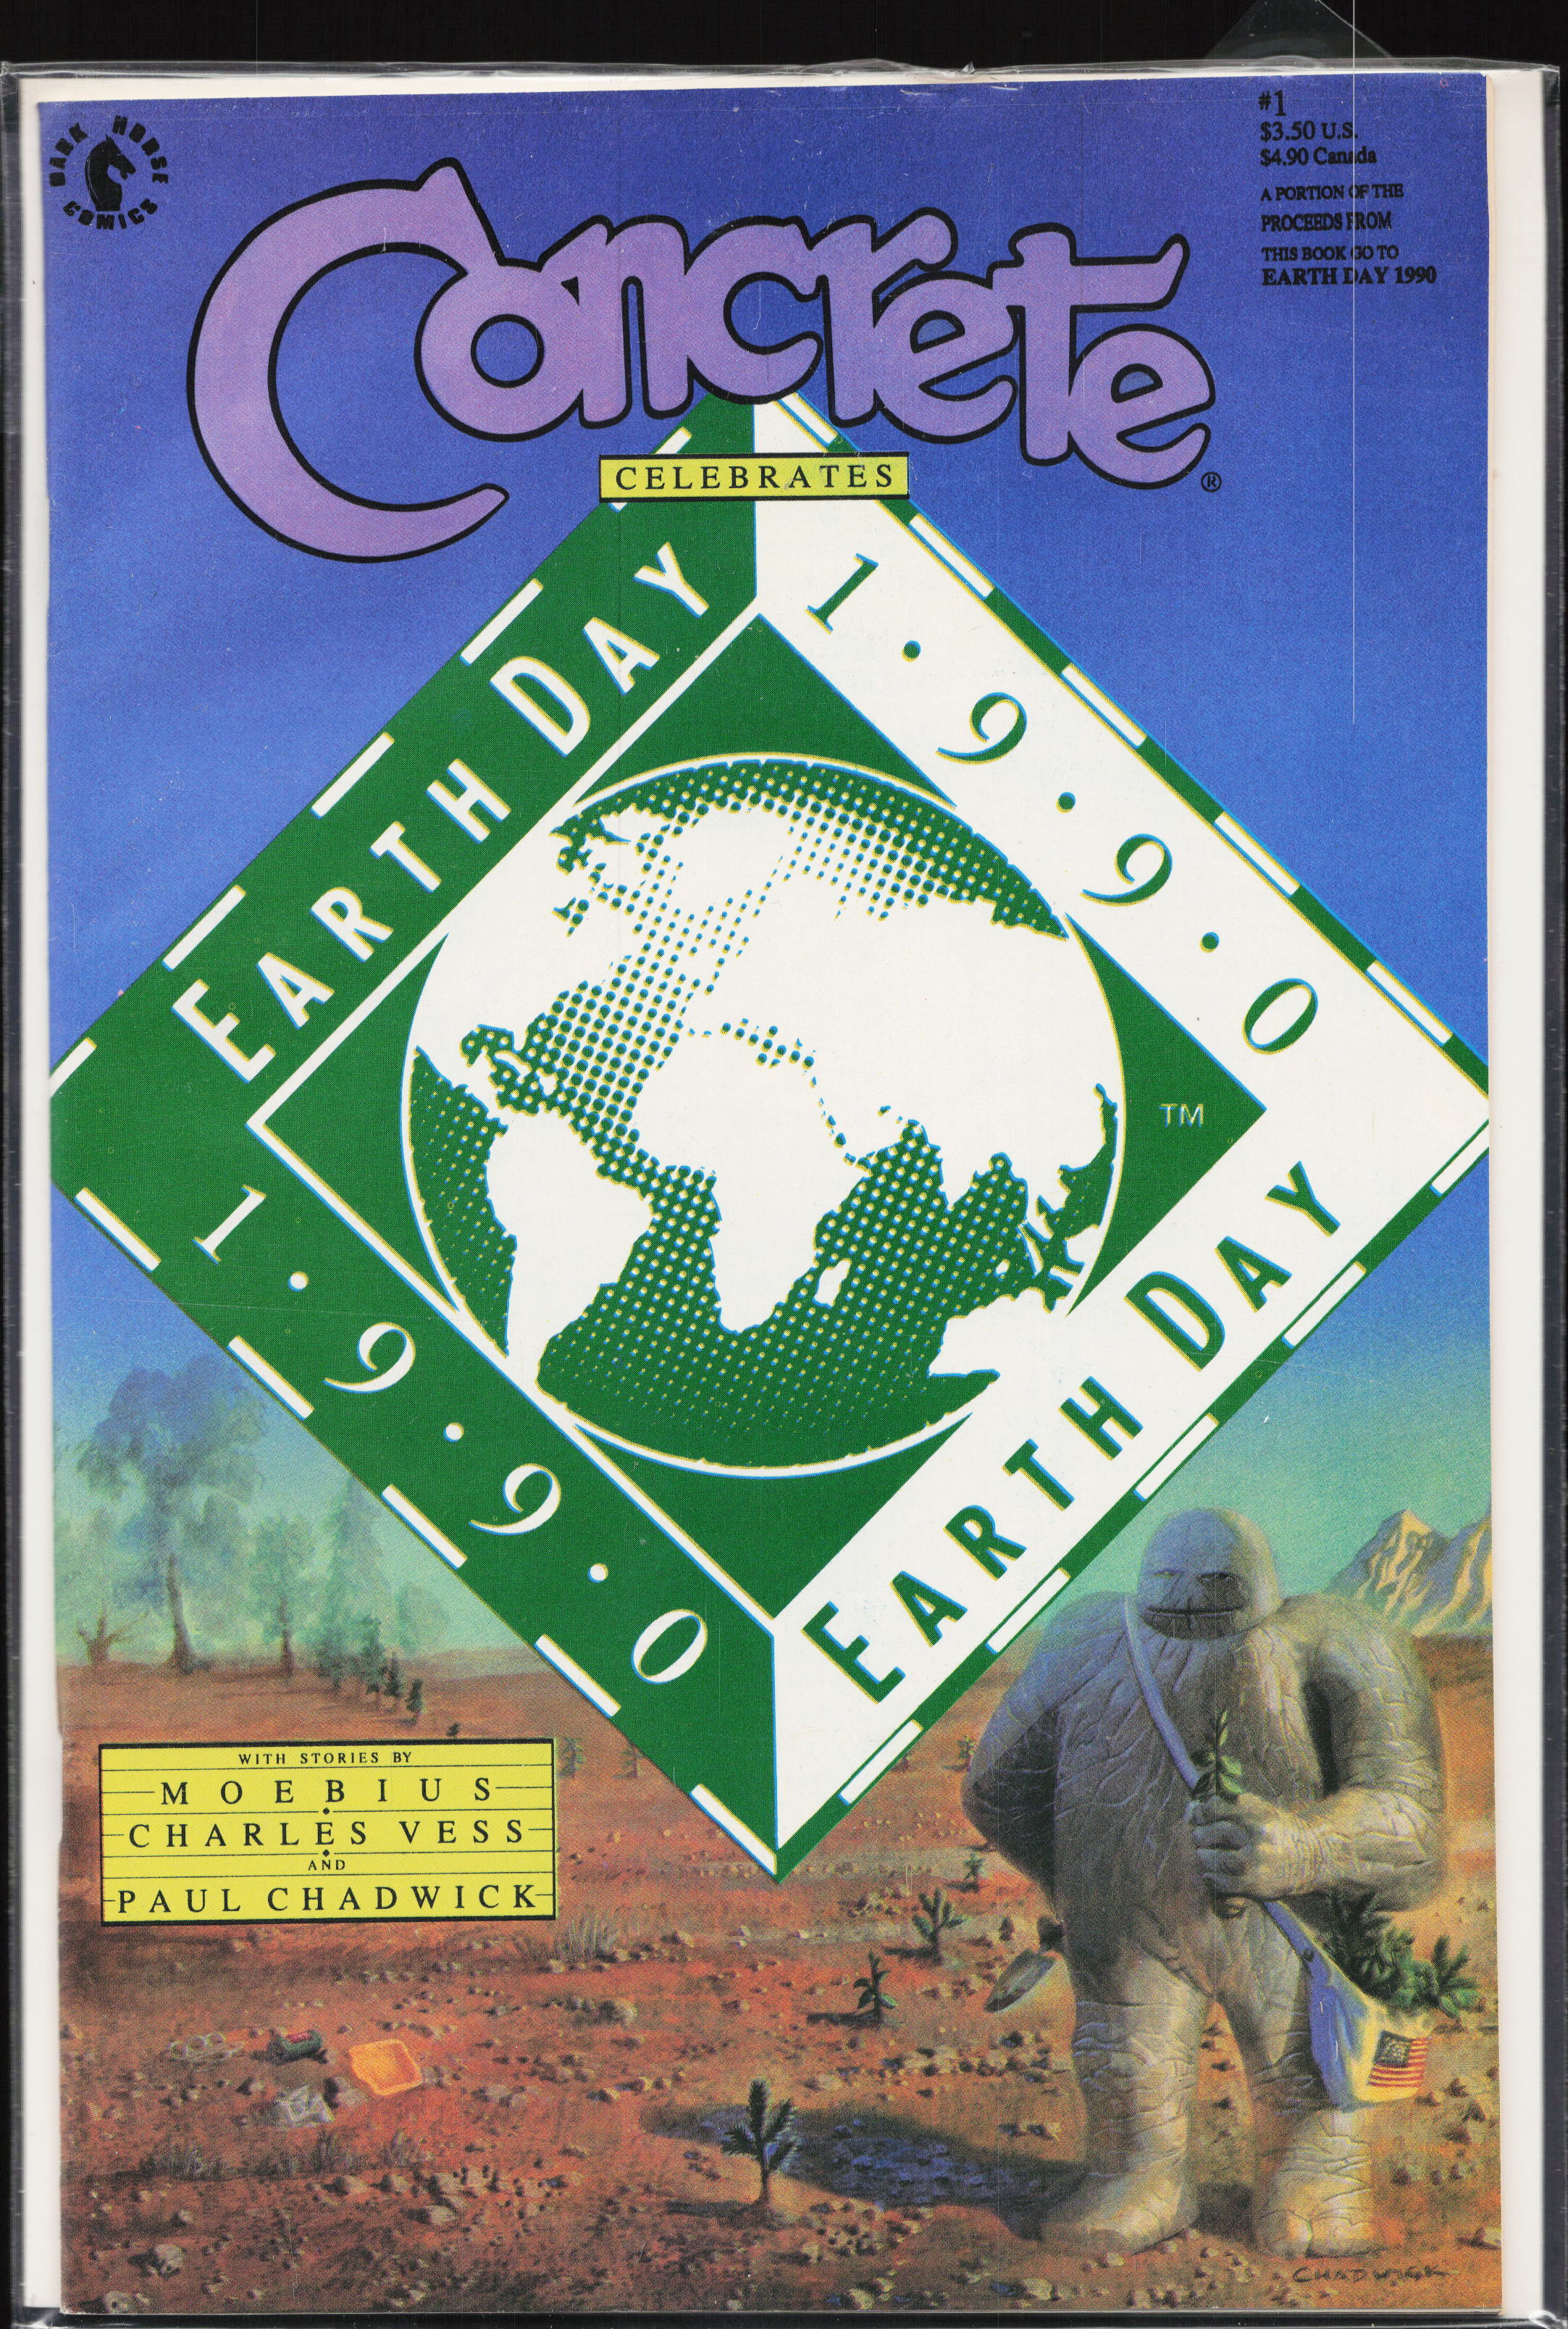 DARK HORSE
COMICS
#1
$3.50 U.S.
$4.90 Canada
A PORTION OF THE
PROCEEDS FROM
THIS BOOK GO TO
EARTH DAY 1990
Concrete®
CELEBRATES
EARTH DAY
1·9·9·0
TM
1·9·9·0
EARTH DAY
WITH STORIES BY
MOEBIUS
CHARLES VESS
AND
PAUL CHADWICK
CHADWICK